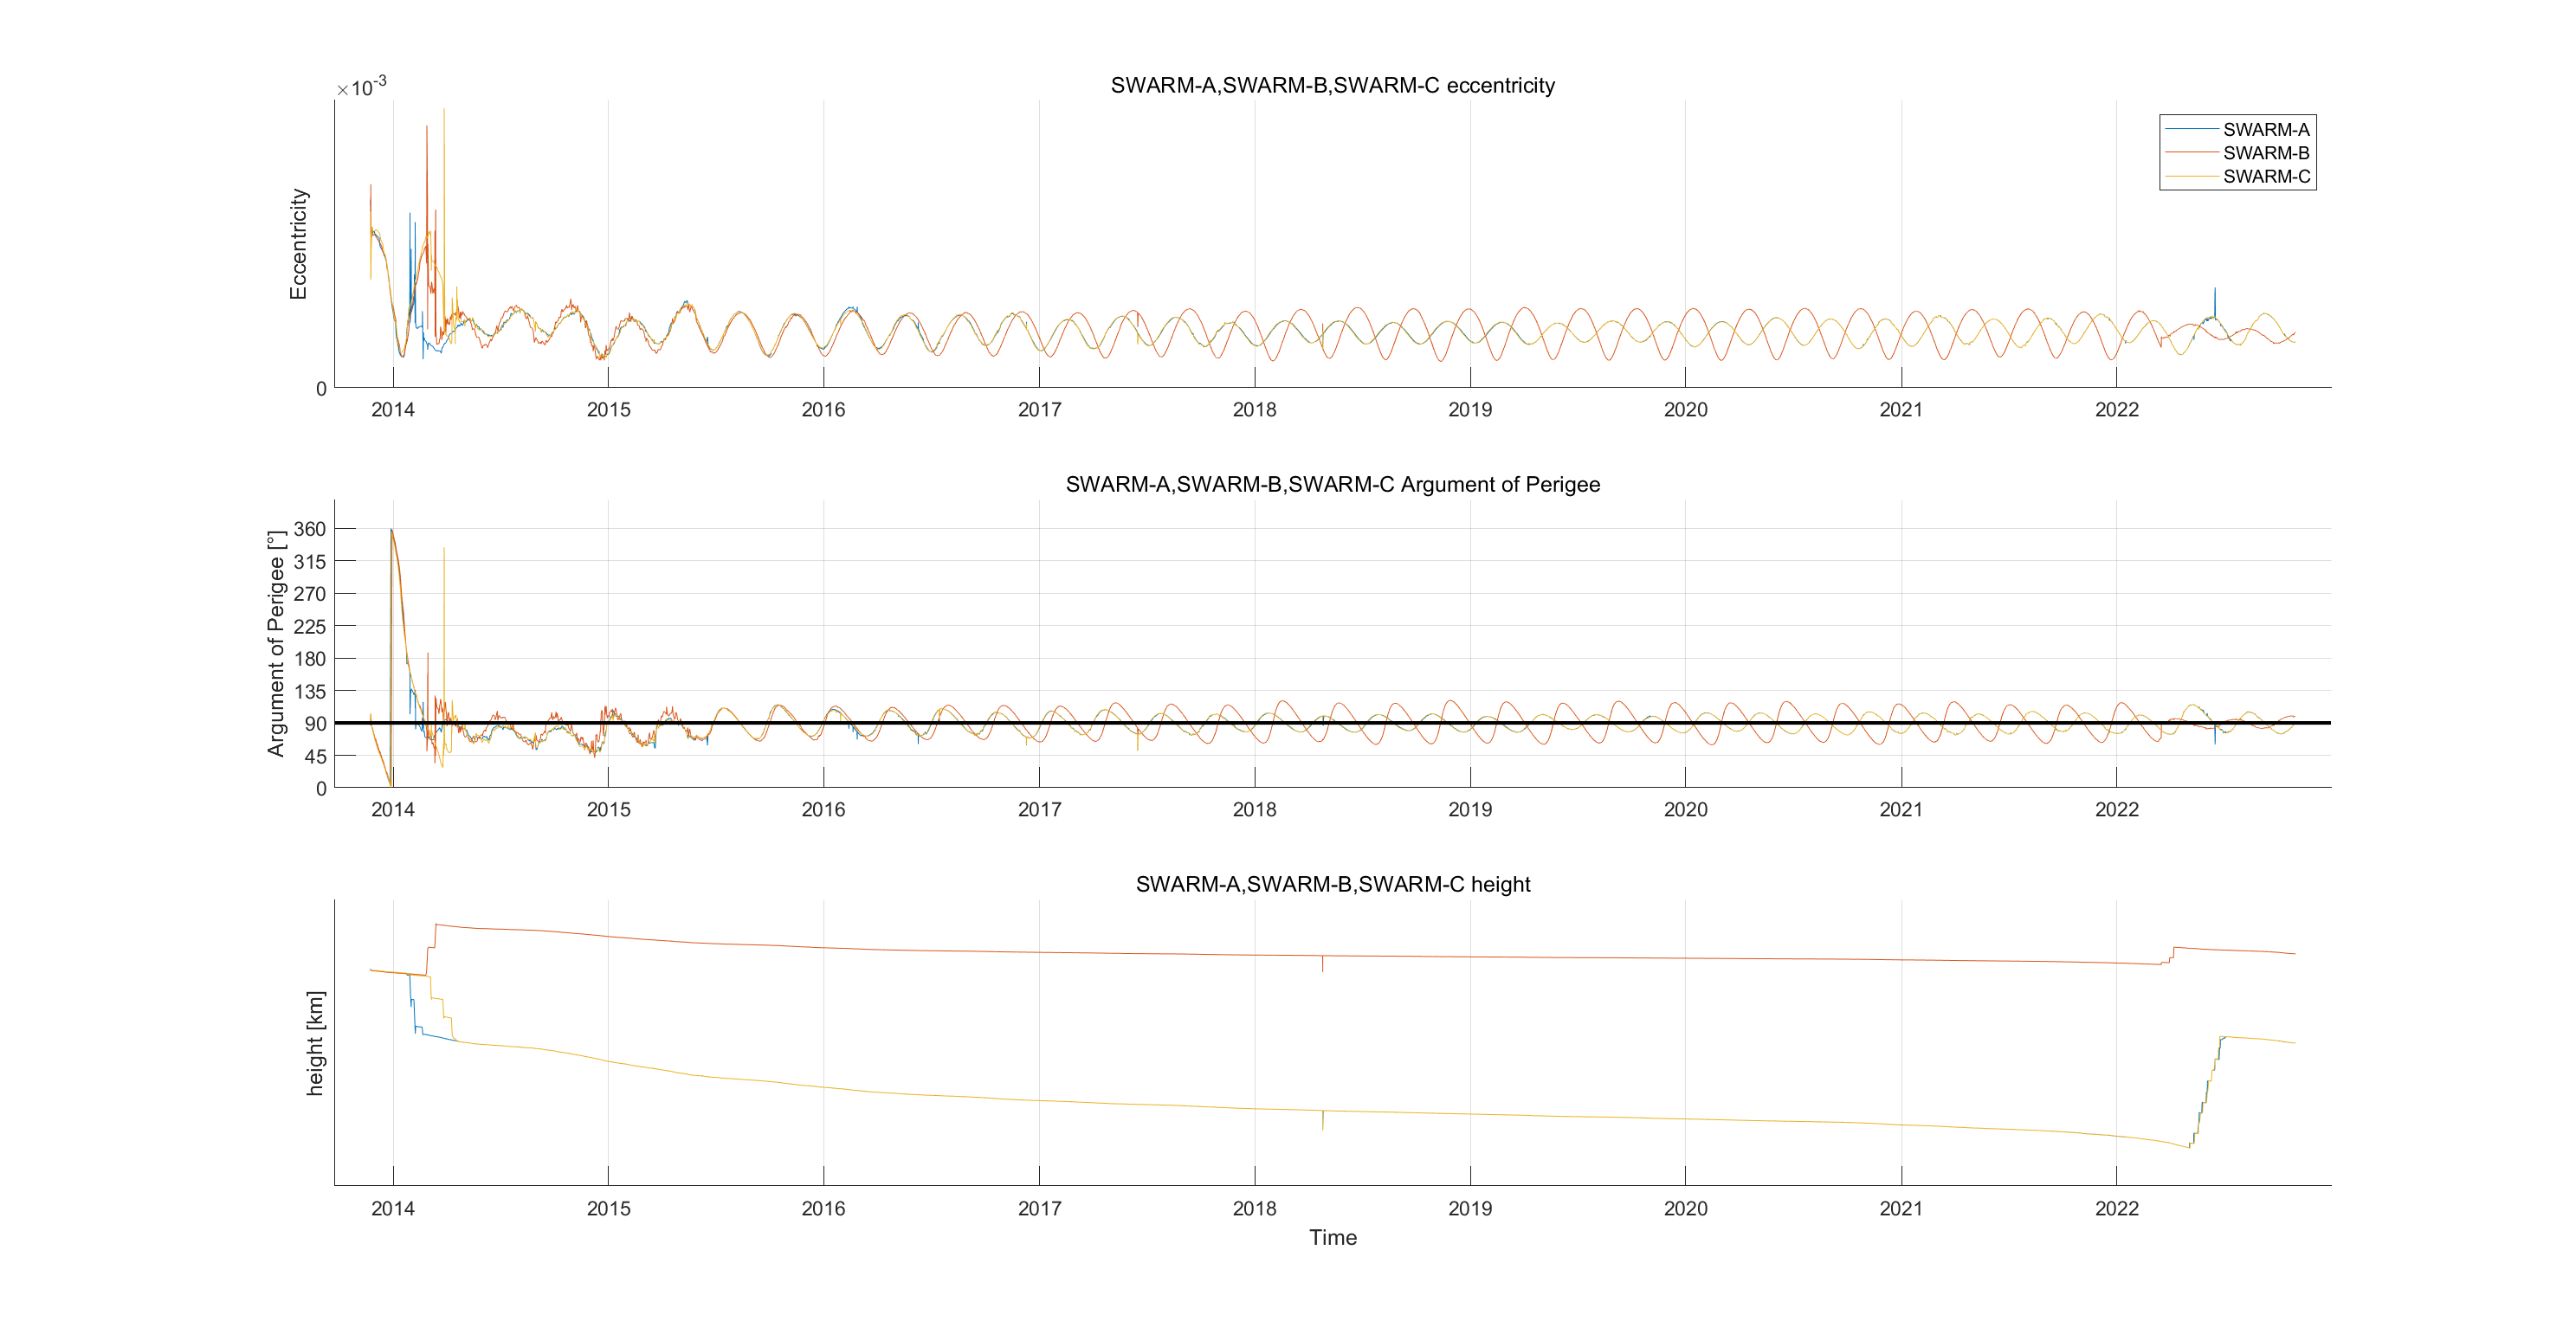 SWARM-A,SWARM-B,SWARM-C eccentricity
×10-3
Eccentricity
0
2014 2015 2016 2017 2018 2019 2020 2021 2022
SWARM-A
SWARM-B
SWARM-C
SWARM-A,SWARM-B,SWARM-C Argument of Perigee
Argument of Perigee [°]
360
315
270
225
180
135
90
45
0
2014 2015 2016 2017 2018 2019 2020 2021 2022
SWARM-A,SWARM-B,SWARM-C height
height [km]
2014 2015 2016 2017 2018 2019 2020 2021 2022
Time